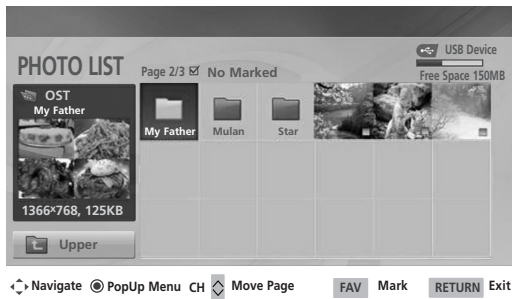 USB Device
PHOTO LIST
Page 2/3 No Marked
Free Space 150MB
OST
My Father
My Father
Mulan
Star
1366x768, 125KB
Upper
Navigate PopUp Menu CH Move Page FAV Mark RETURN Exit